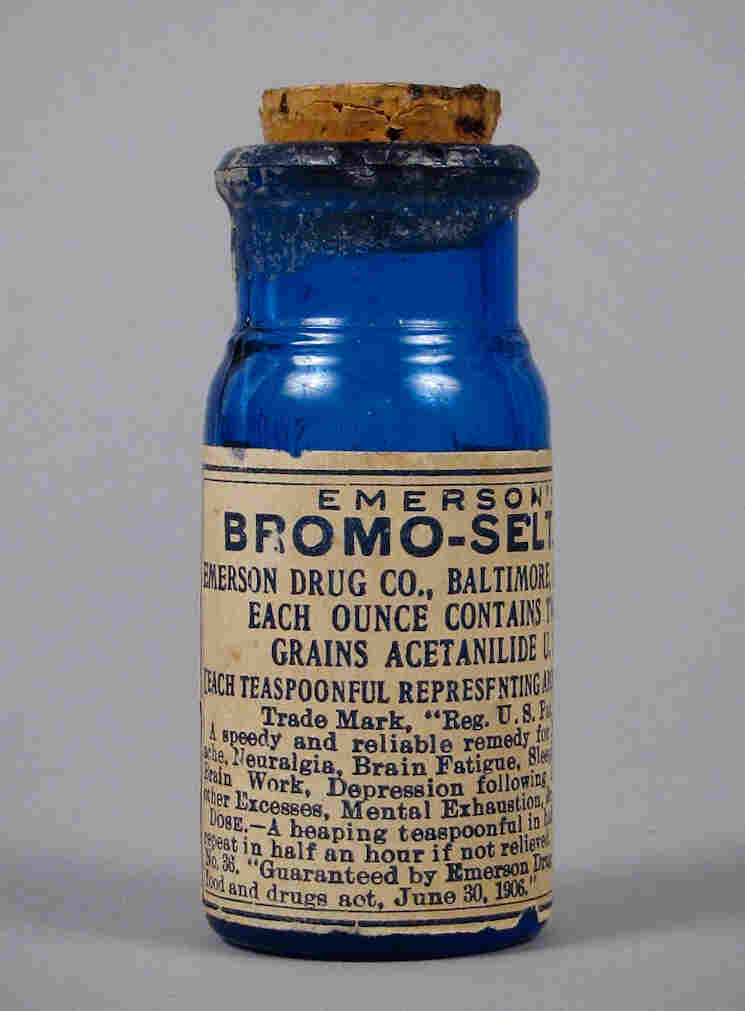 EMERSON'S
BROMO-SELT
EMERSON DRUG CO., BALTIMORE,
EACH OUNCE CONTAINS
GRAINS ACETANILIDE U.
EACH TEASPOONFUL REPRESENTING
Trade Mark, "Reg. U. S.
A speedy and reliable remedy for
ache, Neuralgia, Brain Fatigue,
Brain Work, Depression following
other Excesses, Mental Exhaustion,
DOSE.—A heaping teaspoonful in
repeat in half an hour if not relieved.
No. 36. "Guaranteed by Emerson Drug
food and drugs act, June 30, 1906."